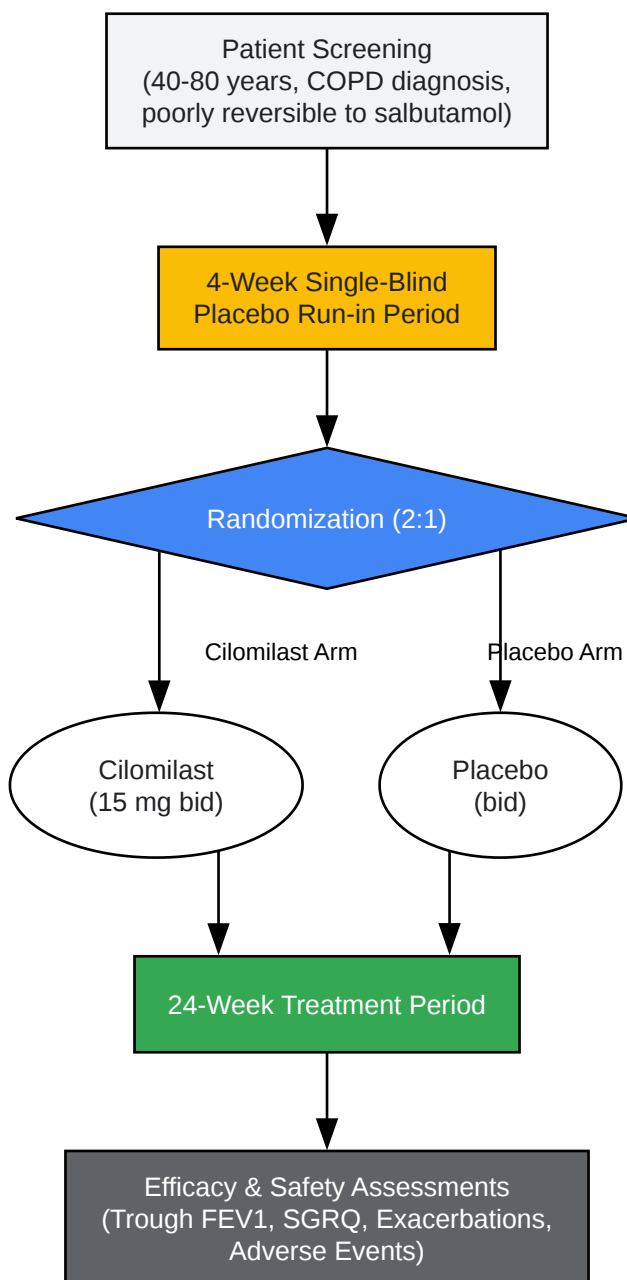 Patient Screening
(40-80 years, COPD diagnosis,
poorly reversible to salbutamol)
4-Week Single-Blind
Placebo Run-in Period
Randomization (2:1)
Cilomilast Arm
Placebo Arm
Cilomilast
(15 mg bid)
Placebo
(bid)
24-Week Treatment Period
Efficacy & Safety Assessments
(Trough FEV1, SGRQ, Exacerbations,
Adverse Events)